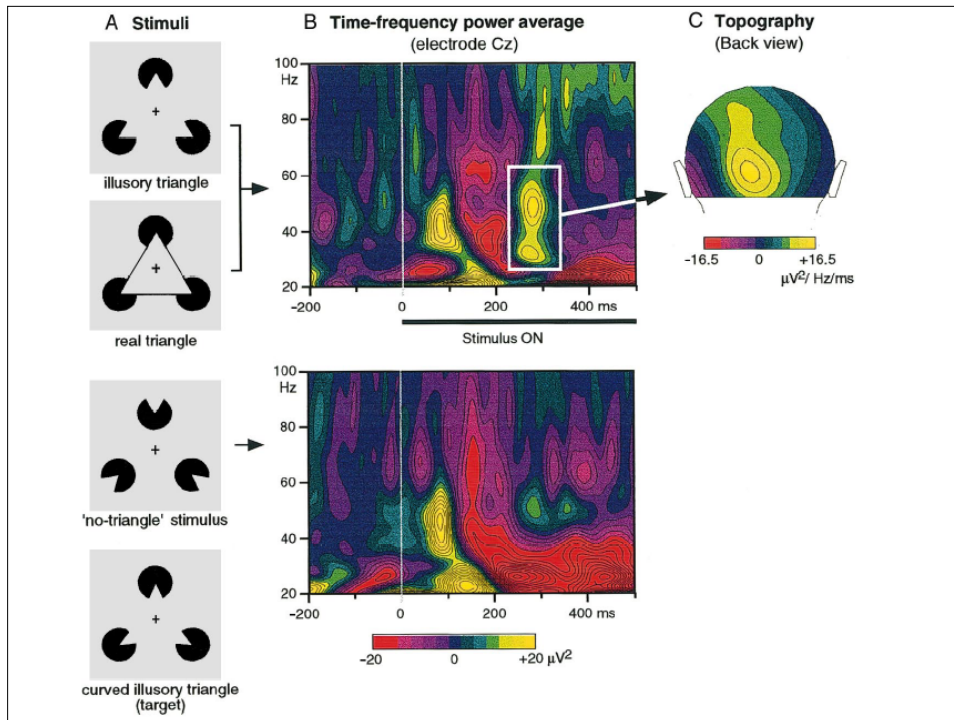 A Stimuli
illusory triangle
real triangle
'no-triangle' stimulus
curved illusory triangle
(target)
B Time-frequency power average
(electrode Cz)
100
Hz
80
60
40
20
-200
0
200
400 ms
Stimulus ON
100
Hz
80
60
40
20
-200
0
200
400 ms
-20
0
+20 µV²
C Topography
(Back view)
-16.5
0
+16.5
µV²/ Hz/ms